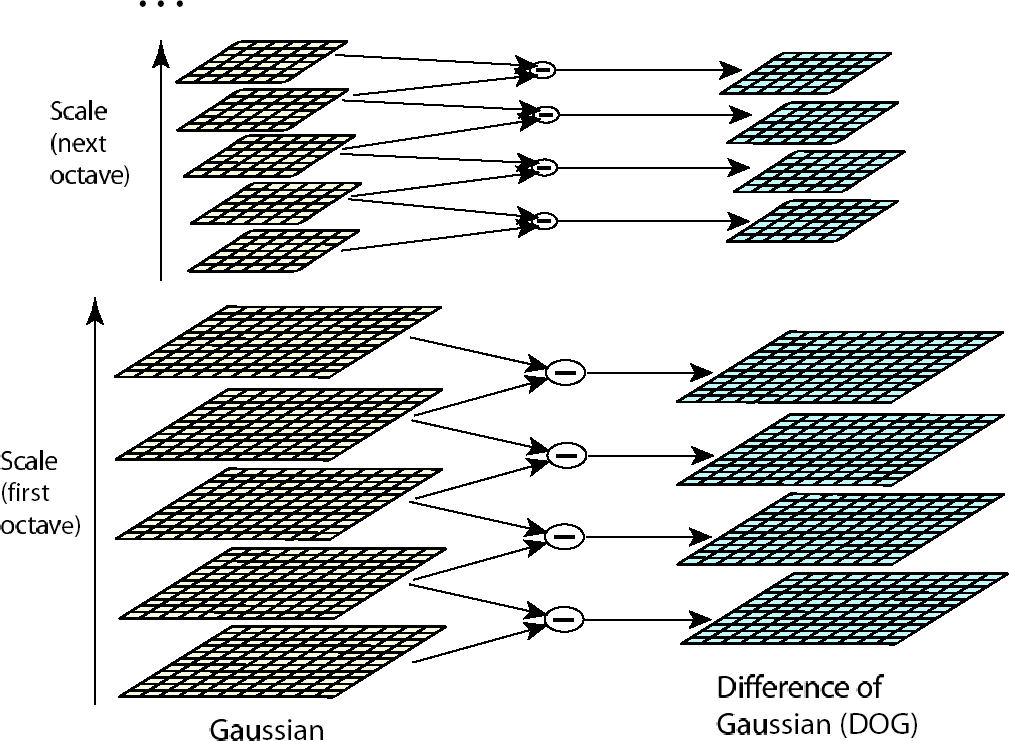 ...
Scale
(next
octave)
Scale
(first
octave)
Gaussian
Difference of
Gaussian (DOG)